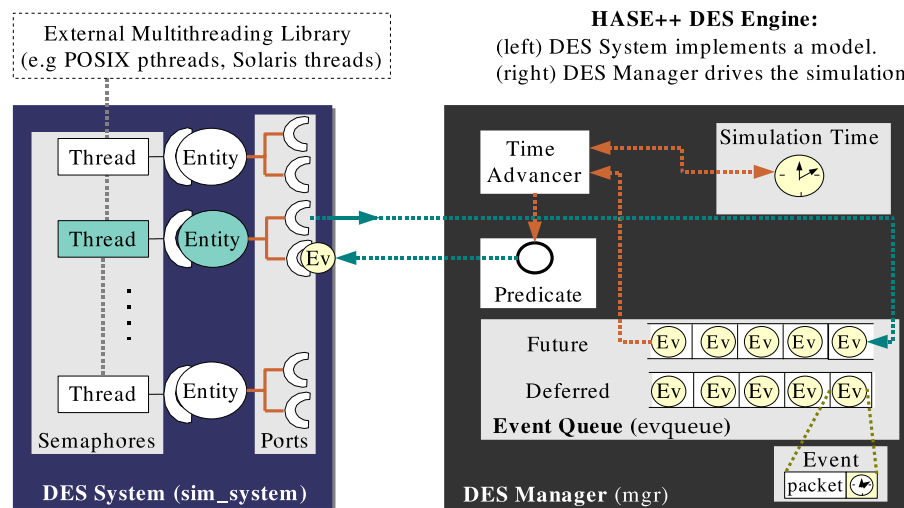 External Multithreading Library
(e.g POSIX pthreads, Solaris threads)
HASE++ DES Engine:
(left) DES System implements a model.
(right) DES Manager drives the simulation
Thread
Entity
Thread
Entity
Ev
Thread
Entity
Semaphores
Ports
DES System (sim_system)
Time
Advancer
Simulation Time
Predicate
Future
Ev Ev Ev Ev Ev
Deferred
Ev Ev Ev Ev Ev
Event Queue (evqueue)
Event
packet
DES Manager (mgr)